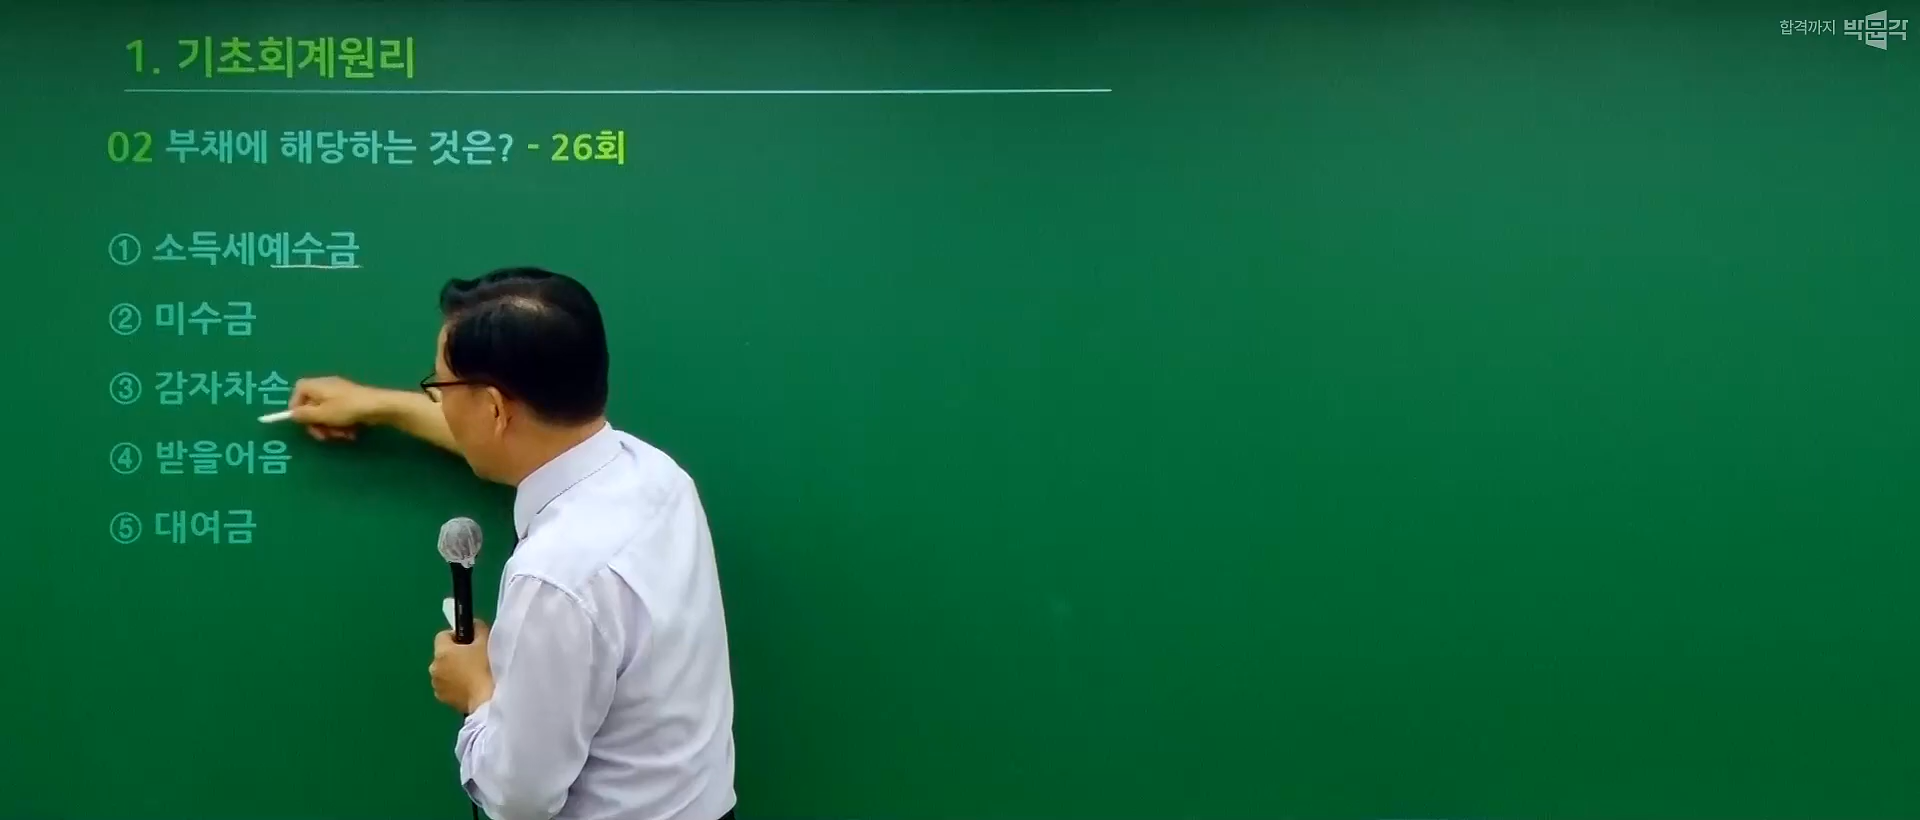 합격까지 박문각
1. 기초회계원리
02 부채에 해당하는 것은? - 26회
① 소득세예수금
② 미수금
③ 감자차손
④ 받을어음
⑤ 대여금